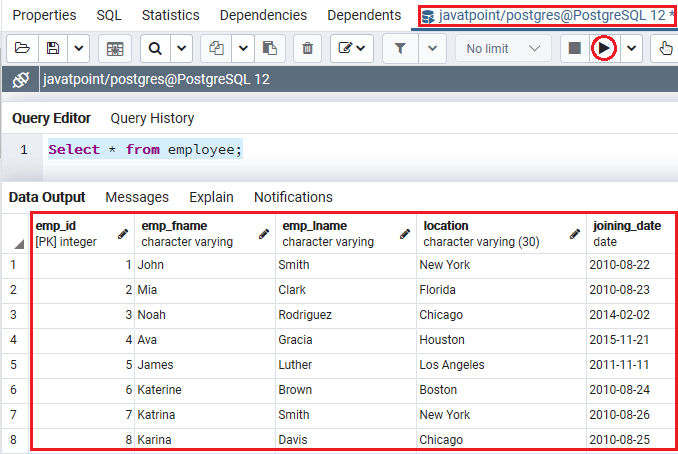 Properties SQL Statistics Dependencies Dependents javatpoint/postgres@PostgreSQL 12 *
No limit
javatpoint/postgres@PostgreSQL 12
Query Editor Query History
1 Select * from employee;
Data Output Messages Explain Notifications
emp_id emp_fname emp_lname location joining_date
[PK] integer character varying character varying character varying (30) date
1 1 John Smith New York 2010-08-22
2 2 Mia Clark Florida 2010-08-23
3 3 Noah Rodriguez Chicago 2014-02-02
4 4 Ava Gracia Houston 2015-11-21
5 5 James Luther Los Angeles 2011-11-11
6 6 Katerine Brown Boston 2010-08-24
7 7 Katrina Smith New York 2010-08-26
8 8 Karina Davis Chicago 2010-08-25